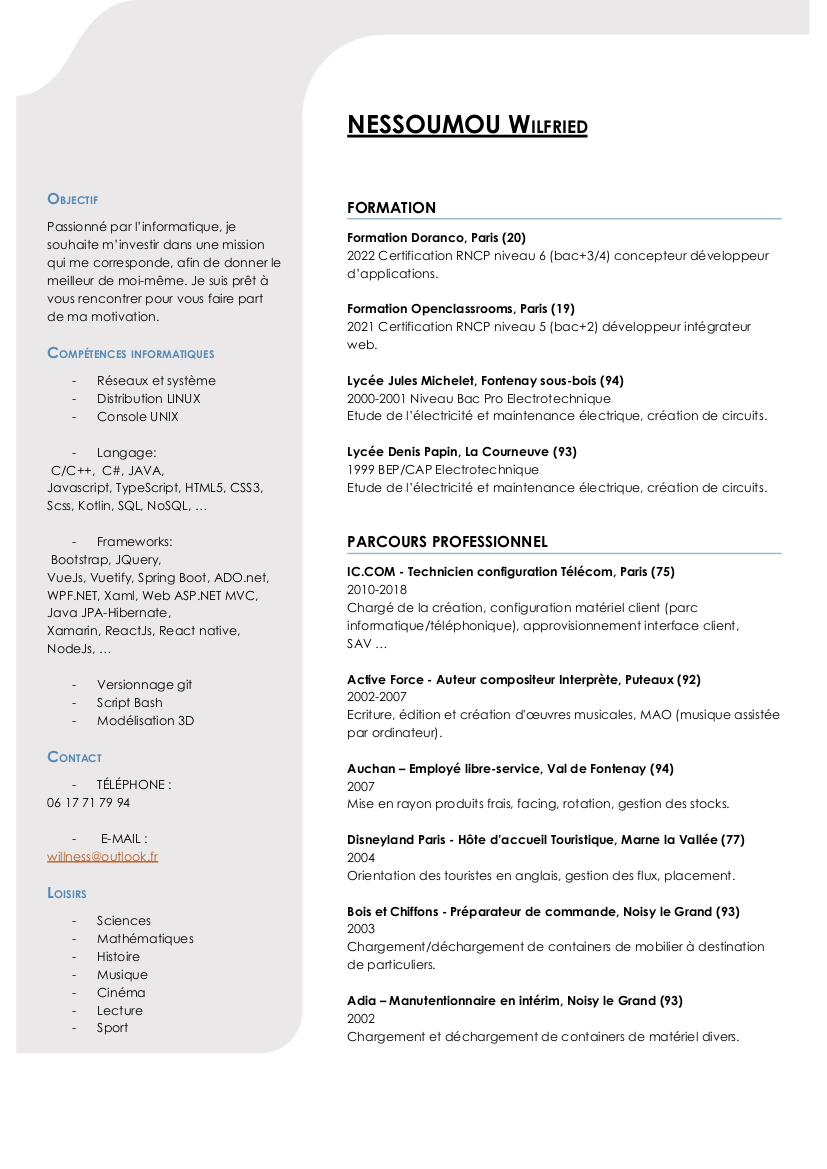 NESSOUMOU WILFRIED
OBJECTIF
Passionné par l'informatique, je
souhaite m'investir dans une mission
qui me corresponde, afin de donner le
meilleur de moi-même. Je suis prêt à
vous rencontrer pour vous faire part
de ma motivation.
COMPÉTENCES INFORMATIQUES
- Réseaux et système
- Distribution LINUX
- Console UNIX
- Langage:
C/C++, C#, JAVA,
Javascript, TypeScript, HTML5, CSS3,
Scss, Kotlin, SQL, NoSQL, …
- Frameworks:
Bootstrap, JQuery,
VueJs, Vuetify, Spring Boot, ADO.net,
WPF.NET, Xaml, Web ASP.NET MVC,
Java JPA-Hibernate,
Xamarin, ReactJs, React native,
NodeJs, …
- Versionnage git
- Script Bash
- Modélisation 3D
CONTACT
- TÉLÉPHONE :
06 17 71 79 94
- E-MAIL :
willness@outlook.fr
LOISIRS
- Sciences
- Mathématiques
- Histoire
- Musique
- Cinéma
- Lecture
- Sport
FORMATION
Formation Doranco, Paris (20)
2022 Certification RNCP niveau 6 (bac+3/4) concepteur développeur
d'applications.
Formation Openclassrooms, Paris (19)
2021 Certification RNCP niveau 5 (bac+2) développeur intégrateur
web.
Lycée Jules Michelet, Fontenay sous-bois (94)
2000-2001 Niveau Bac Pro Electrotechnique
Etude de l'électricité et maintenance électrique, création de circuits.
Lycée Denis Papin, La Courneuve (93)
1999 BEP/CAP Electrotechnique
Etude de l'électricité et maintenance électrique, création de circuits.
PARCOURS PROFESSIONNEL
IC.COM - Technicien configuration Télécom, Paris (75)
2010-2018
Chargé de la création, configuration matériel client (parc
informatique/téléphonique), approvisionnement interface client,
SAV …
Active Force - Auteur compositeur Interprète, Puteaux (92)
2002-2007
Ecriture, édition et création d'œuvres musicales, MAO (musique assistée
par ordinateur).
Auchan – Employé libre-service, Val de Fontenay (94)
2007
Mise en rayon produits frais, facing, rotation, gestion des stocks.
Disneyland Paris - Hôte d'accueil Touristique, Marne la Vallée (77)
2004
Orientation des touristes en anglais, gestion des flux, placement.
Bois et Chiffons - Préparateur de commande, Noisy le Grand (93)
2003
Chargement/déchargement de containers de mobilier à destination
de particuliers.
Adia – Manutentionnaire en intérim, Noisy le Grand (93)
2002
Chargement et déchargement de containers de matériel divers.